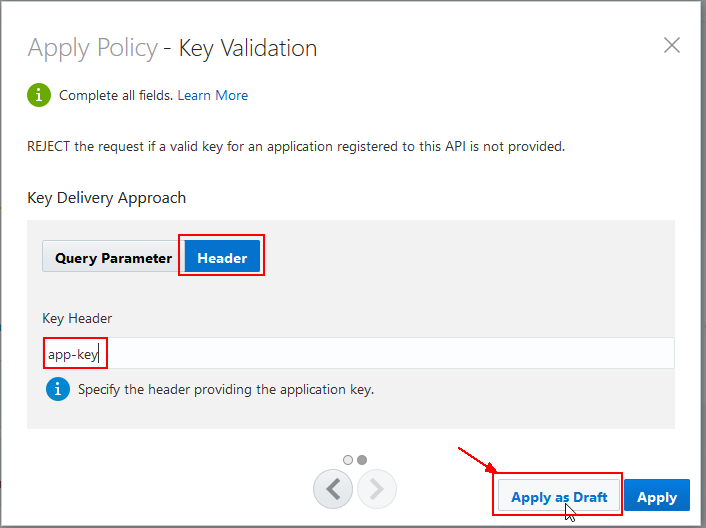 Apply Policy - Key Validation
Complete all fields. Learn More
REJECT the request if a valid key for an application registered to this API is not provided.
Key Delivery Approach
Query Parameter Header
Key Header
app-key
Specify the header providing the application key.
Apply as Draft Apply